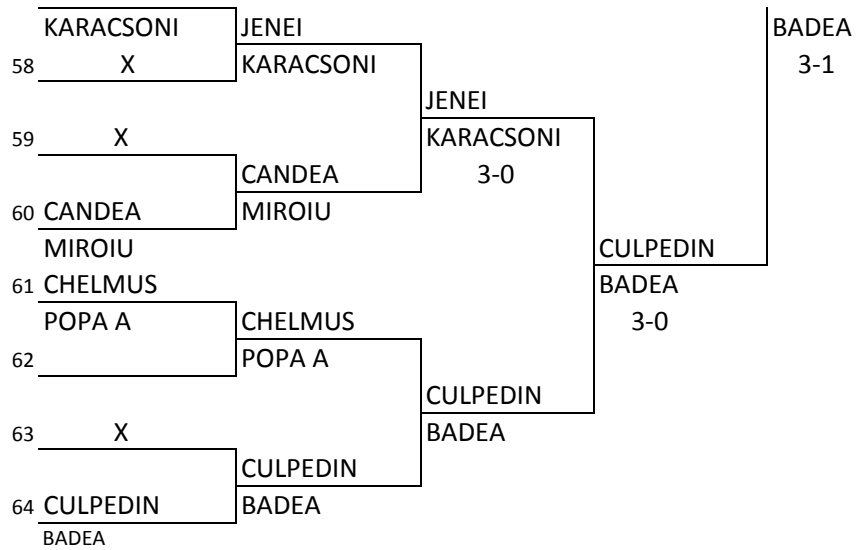 KARACSONI JENEI BADEA
58 X KARACSONI 3-1
JENEI
59 X KARACSONI
CANDEA 3-0
60 CANDEA MIROIU
MIROIU CULPEDIN
61 CHELMUS BADEA
POPA A CHELMUS 3-0
62 POPA A
CULPEDIN
63 X BADEA
CULPEDIN
64 CULPEDIN BADEA
BADEA